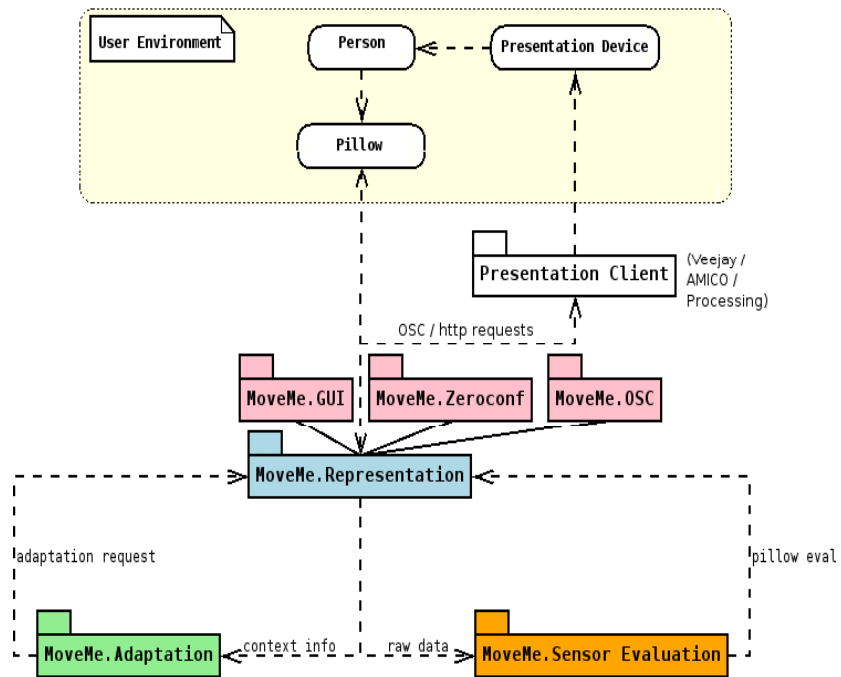 User Environment
Person
Presentation Device
Pillow
Presentation Client
(Veejay /
AMICO /
Processing)
OSC / http requests
MoveMe.GUI
MoveMe.Zeroconf
MoveMe.OSC
MoveMe.Representation
adaptation request
pillow eval
MoveMe.Adaptation
context info
raw data
MoveMe.Sensor Evaluation